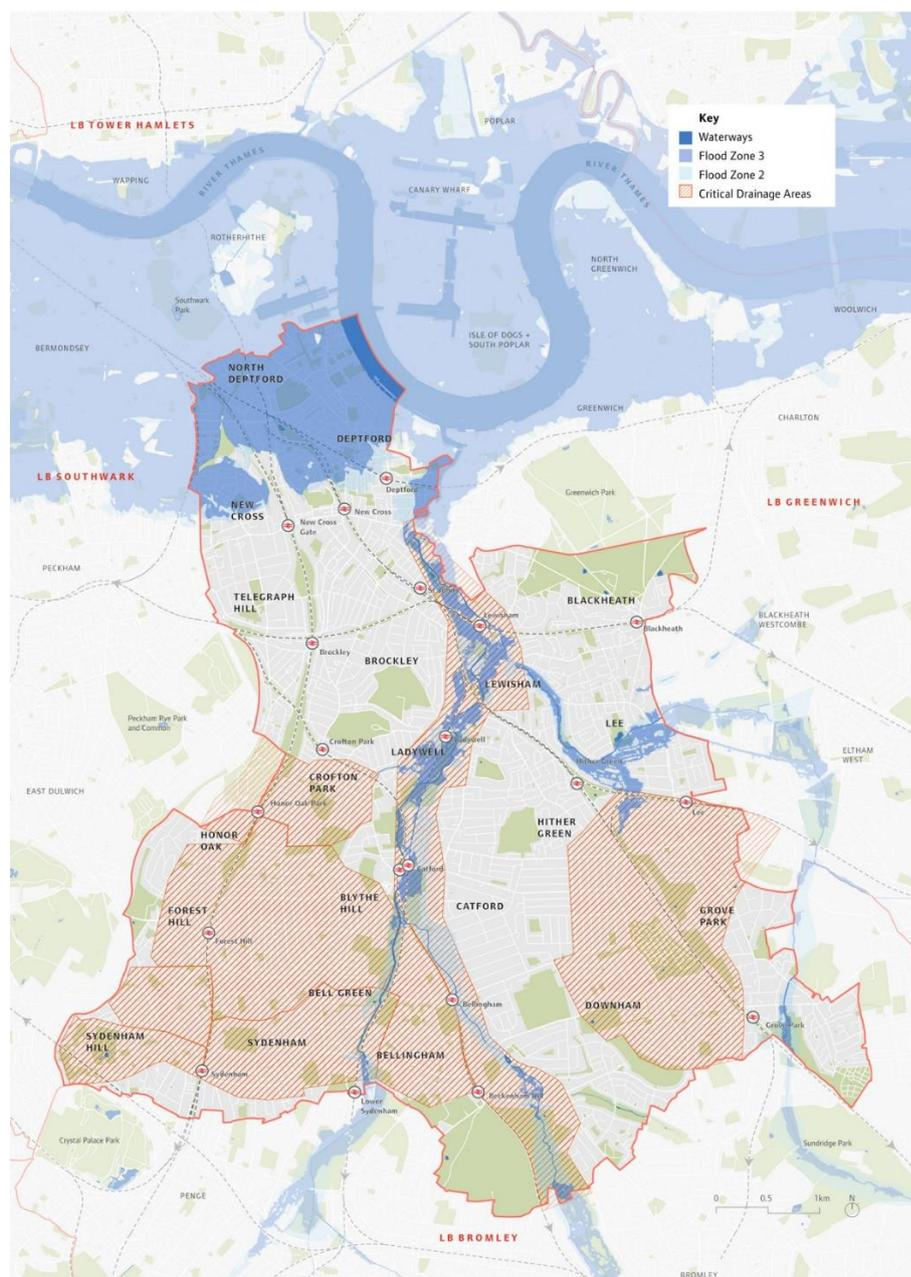 LB TOWER HAMLETS
POPLAR
Key
Waterways
Flood Zone 3
Flood Zone 2
Critical Drainage Areas
WAPPING
RIVER THAMES
CANARY WHARF
RIVER THAMES
ROTHERHITHE
NORTH
GREENWICH
Southwark
Park
WOOLWICH
ISLE OF DOGS +
SOUTH POPLAR
BERMONDSEY
NORTH
DEPTFORD
GREENWICH
CHARLTON
DEPTFORD
LB SOUTHWARK
Deptford
Greenwich Park
LB GREENWICH
NEW
CROSS
New Cross
New Cross
Gate
PECKHAM
TELEGRAPH
HILL
BLACKHEATH
Lewisham
Blackheath
BLACKHEATH
WESTCOMBE
Brockley
BROCKLEY
LEWISHAM
Peckham Rye Park
and Common
LEE
Ladywell
Crofton Park
LADYWELL
ELTHAM
WEST
Hither Green
CROFTON
PARK
EAST DULWICH
Honor Oak Park
Lee
HONOR
OAK
HITHER
GREEN
Catford
BLYTHE
HILL
CATFORD
FOREST
HILL
GROVE
PARK
Forest Hill
BELL GREEN
Bellingham
DOWNHAM
Grove Park
SYDENHAM
HILL
SYDENHAM
BELLINGHAM
Sydenham
Beckenham Hill
Lower
Sydenham
Crystal Palace Park
Sundridge Park
PENGE
0 0.5 1km N
LB BROMLEY
BROMLEY